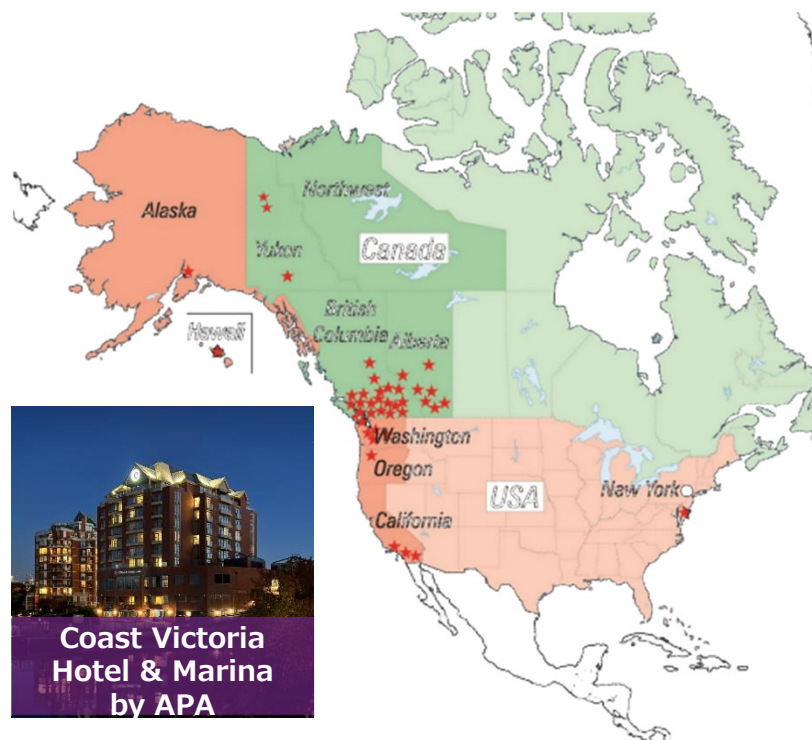 Northwest
Alaska
Yukon
Canada
British
Columbia
Alberta
Hawaii
Washington
Oregon
USA
Naw York
California
Coast Victoria
Hotel & Marina
by APA